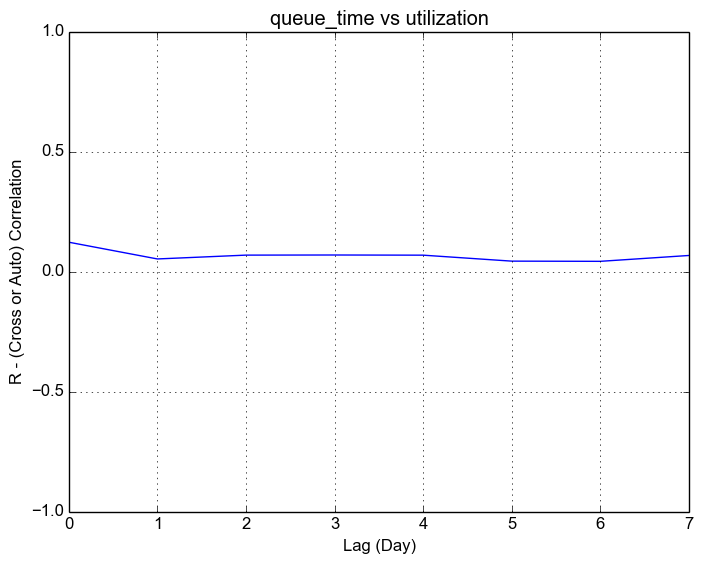 queue_time vs utilization
1.0
0.5
0.0
−0.5
−1.0
R - (Cross or Auto) Correlation
0 1 2 3 4 5 6 7
Lag (Day)